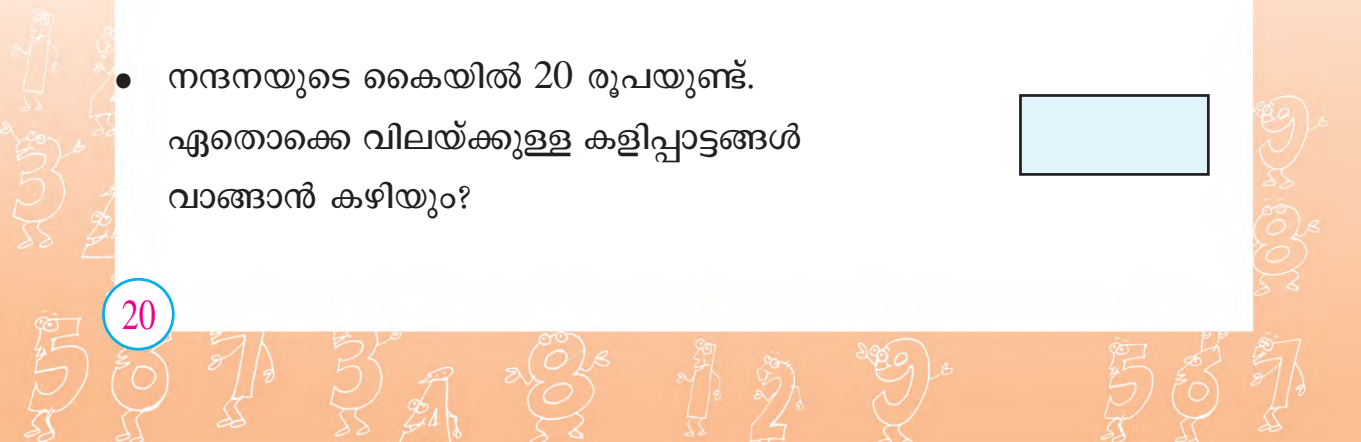 ● നന്ദനയുടെ കൈയിൽ 20 രൂപയുണ്ട്.
ഏതൊക്കെ വിലയ്ക്കുള്ള കളിപ്പാട്ടങ്ങൾ
വാങ്ങാൻ കഴിയും?
20